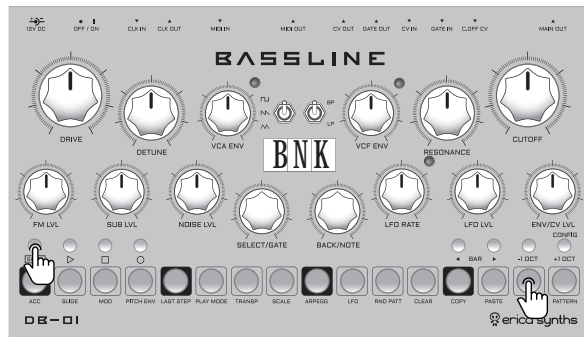 12V DC OFF / ON CLK IN CLK OUT MIDI IN MIDI OUT CV OUT GATE OUT CV IN GATE IN C.OFF CV MAIN OUT
BASSLINE
BP
LP
DRIVE DETUNE VCA ENV VCF ENV RESONANCE CUTOFF
BNK
FM LVL SUB LVL NOISE LVL LFO RATE LFO LVL ENV/CV LVL
SELECT/GATE BACK/NOTE
CONFIG
BAR -1 OCT +1 OCT
ACC SLIDE MOD PITCH ENV LAST STEP PLAY MODE TRANSP SCALE ARPEGG LFO RND PATT CLEAR COPY PASTE PATTERN
DB-01 erica synths